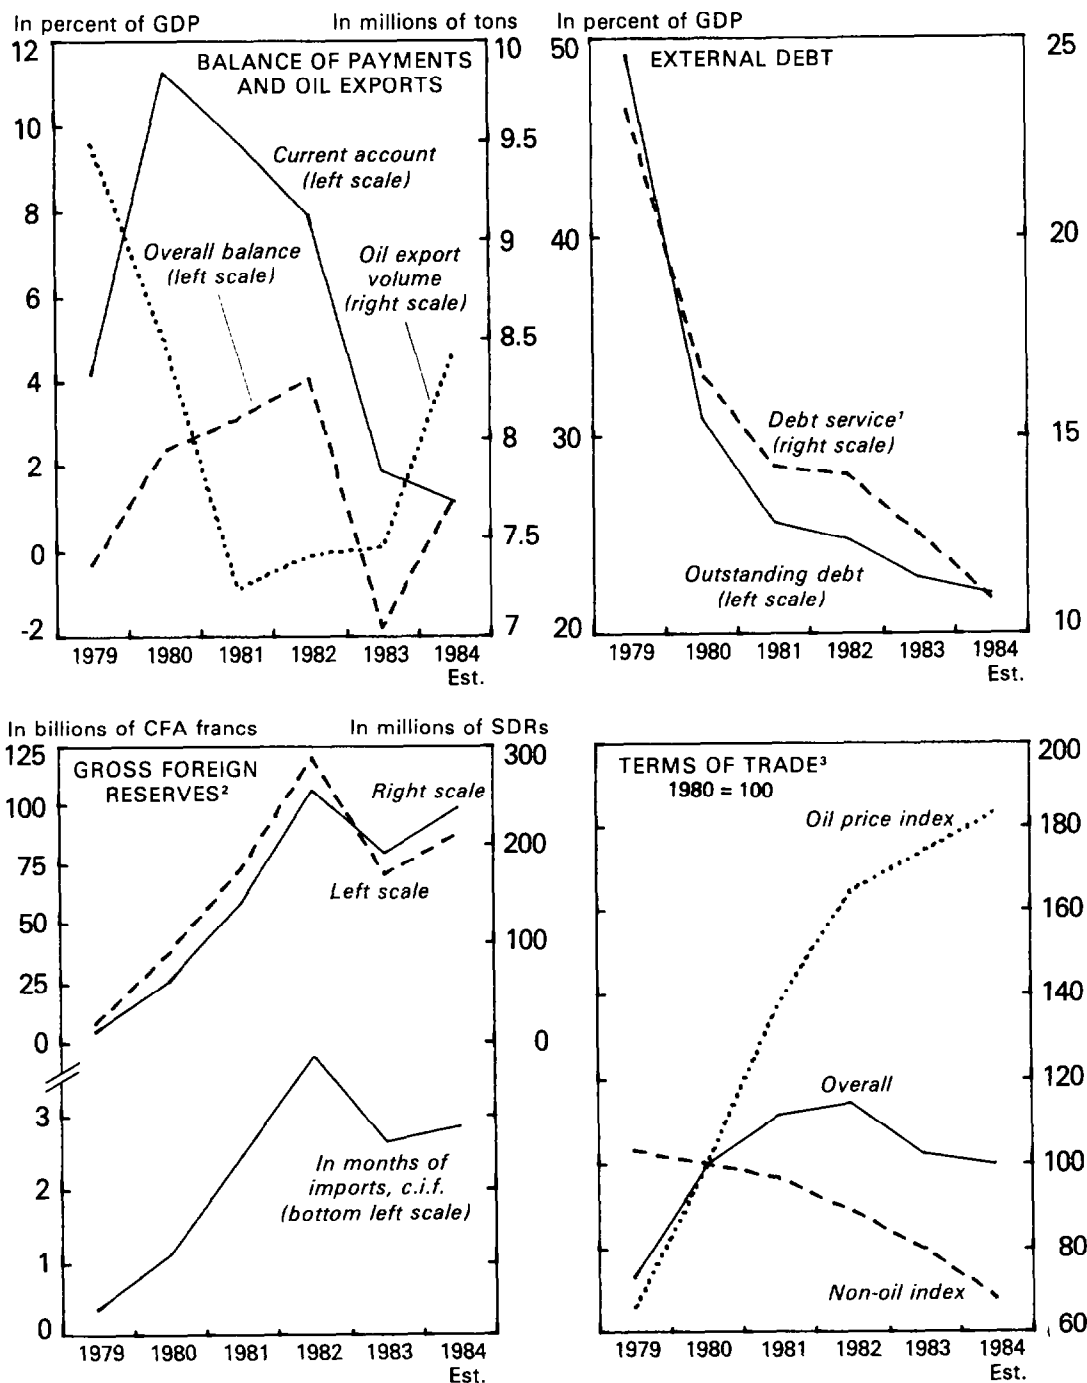 In percent of GDP
In millions of tons
12
10
8
6
4
2
0
-2
BALANCE OF PAYMENTS
AND OIL EXPORTS
Current account
(left scale)
Overall balance
(left scale)
Oil export
volume
(right scale)
10
9.5
9
8.5
8
7.5
7
1979 1980 1981 1982 1983 1984
Est.
In percent of GDP
50
40
30
20
EXTERNAL DEBT
Debt service¹
(right scale)
Outstanding debt
(left scale)
25
20
15
10
1979 1980 1981 1982 1983 1984
Est.
In billions of CFA francs
In millions of SDRs
125
100
75
50
25
0
3
2
1
0
GROSS FOREIGN
RESERVES²
Right scale
Left scale
In months of
imports, c.i.f.
(bottom left scale)
300
200
100
0
1979 1980 1981 1982 1983 1984
Est.
TERMS OF TRADE³
1980 = 100
Oil price index
Overall
Non-oil index
200
180
160
140
120
100
80
60
1979 1980 1981 1982 1983 1984
Est.